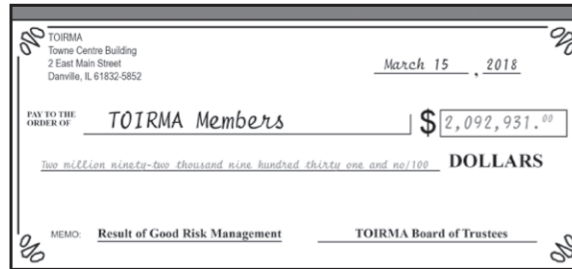 TOIRMA
Towne Centre Building
2 East Main Street
Danville, IL 61832-5852
March 15 , 2018
PAY TO THE
ORDER OF TOIRMA Members $ 2,092,931.00
Two million ninety-two thousand nine hundred thirty one and no/100 DOLLARS
MEMO: Result of Good Risk Management TOIRMA Board of Trustees